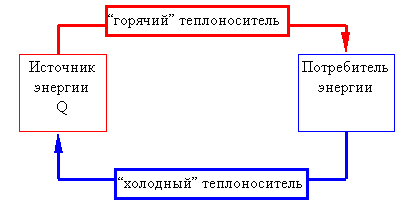 “горячий” теплоноситель
Источник
энергии
Q
Потребитель
энергии
“холодный” теплоноситель